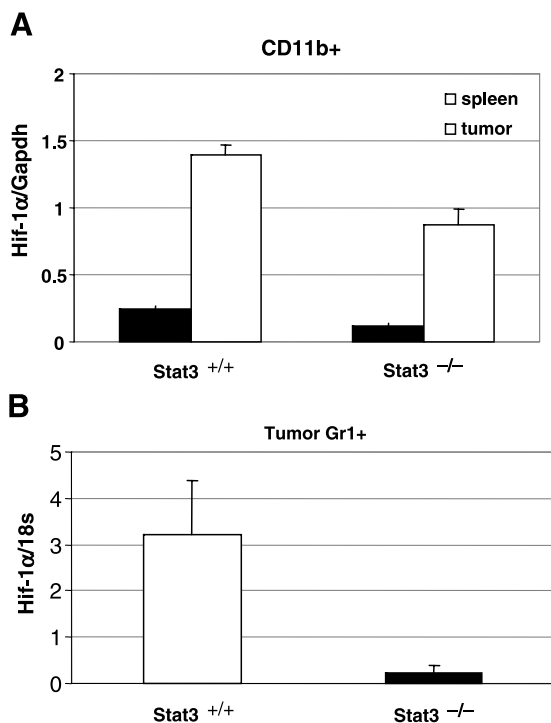 A
CD11b+
2
1.5
1
0.5
0
Hif-1α/Gapdh
spleen
tumor
Stat3 +/+
Stat3 −/−
B
Tumor Gr1+
5
4
3
2
1
0
Hif-1α/18s
Stat3 +/+
Stat3 −/−